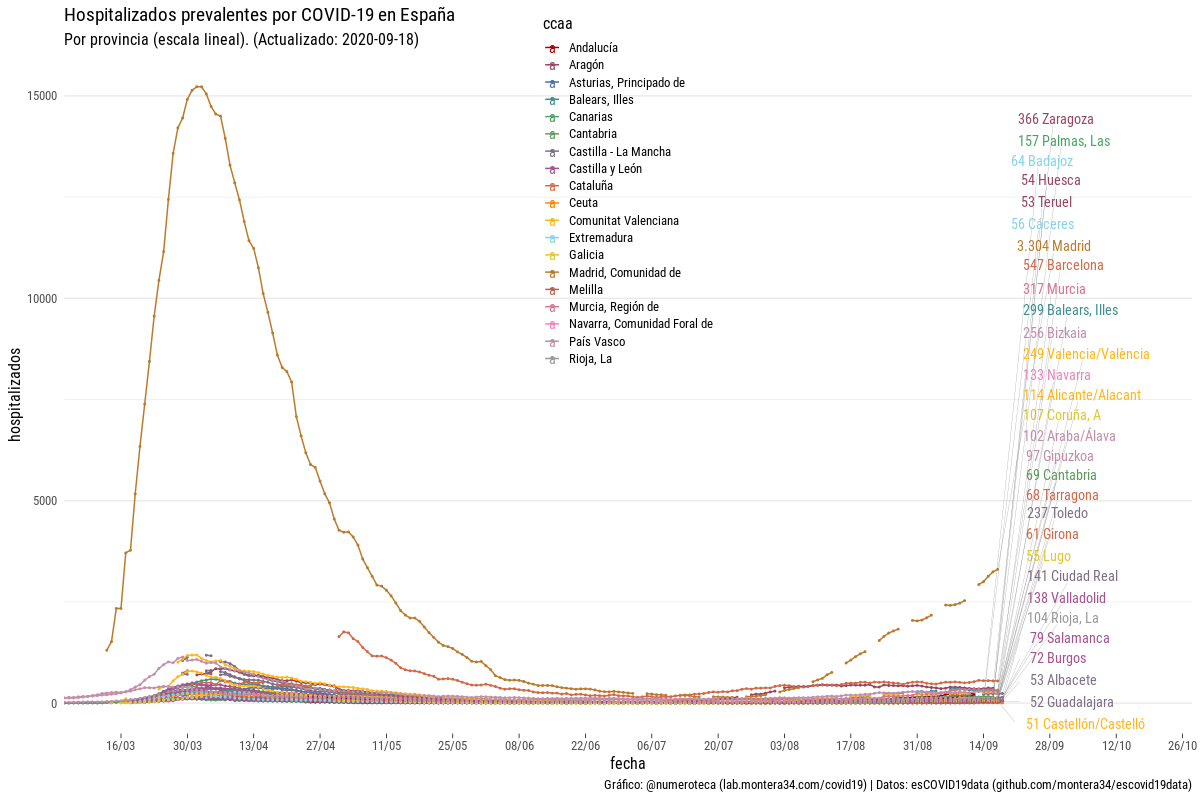 Hospitalizados prevalentes por COVID-19 en España
Por provincia (escala lineal). (Actualizado: 2020-09-18)
ccaa
Andalucía
Aragón
Asturias, Principado de
Balears, Illes
Canarias
Cantabria
Castilla - La Mancha
Castilla y León
Cataluña
Ceuta
Comunitat Valenciana
Extremadura
Galicia
Madrid, Comunidad de
Melilla
Murcia, Región de
Navarra, Comunidad Foral de
País Vasco
Rioja, La
hospitalizados
15000
10000
5000
0
366 Zaragoza
157 Palmas, Las
64 Badajoz
54 Huesca
53 Teruel
56 Cáceres
3.304 Madrid
547 Barcelona
317 Murcia
299 Balears, Illes
256 Bizkaia
249 Valencia/València
133 Navarra
114 Alicante/Alacant
107 Coruña, A
102 Araba/Álava
97 Gipuzkoa
69 Cantabria
68 Tarragona
237 Toledo
61 Girona
55 Lugo
141 Ciudad Real
138 Valladolid
104 Rioja, La
79 Salamanca
72 Burgos
53 Albacete
52 Guadalajara
51 Castellón/Castelló
16/03 30/03 13/04 27/04 11/05 25/05 08/06 22/06 06/07 20/07 03/08 17/08 31/08 14/09 28/09 12/10 26/10
fecha
Gráfico: @numeroteca (lab.montera34.com/covid19) | Datos: esCOVID19data (github.com/montera34/escovid19data)